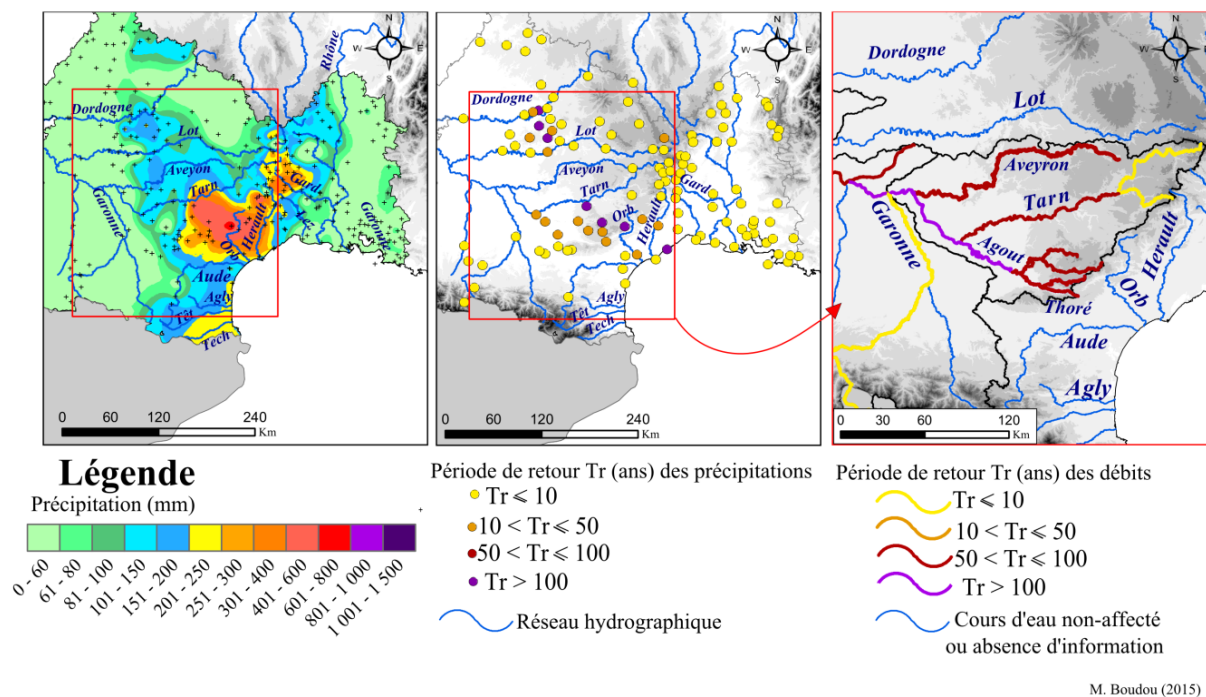 N
W
E
S
Rhône
Dordogne
Lot
Aveyron
Tarn
Gard
Garonne
Orb
Herault
Garonne
Aude
Agly
Têt
Tech
0 60 120 240
Km
N
W
E
S
Dordogne
Lot
Aveyron
Tarn
Gard
Orb
Herault
Agly
Têt
Tech
0 60 120 240
Km
N
W
E
S
Dordogne
Lot
Aveyron
Tarn
Garonne
Agout
Herault
Orb
Thoré
Aude
Agly
0 30 60 120
Km
Légende
Précipitation (mm)
0 - 60
61 - 80
81 - 100
101 - 150
151 - 200
201 - 250
251 - 300
301 - 400
401 - 600
601 - 800
801 - 1 000
1 001 - 1 500
Période de retour Tr (ans) des précipitations
Tr ⩽ 10
10 < Tr ⩽ 50
50 < Tr ⩽ 100
Tr > 100
Réseau hydrographique
Période de retour Tr (ans) des débits
Tr ⩽ 10
10 < Tr ⩽ 50
50 < Tr ⩽ 100
Tr > 100
Cours d'eau non-affecté
ou absence d'information
M. Boudou (2015)